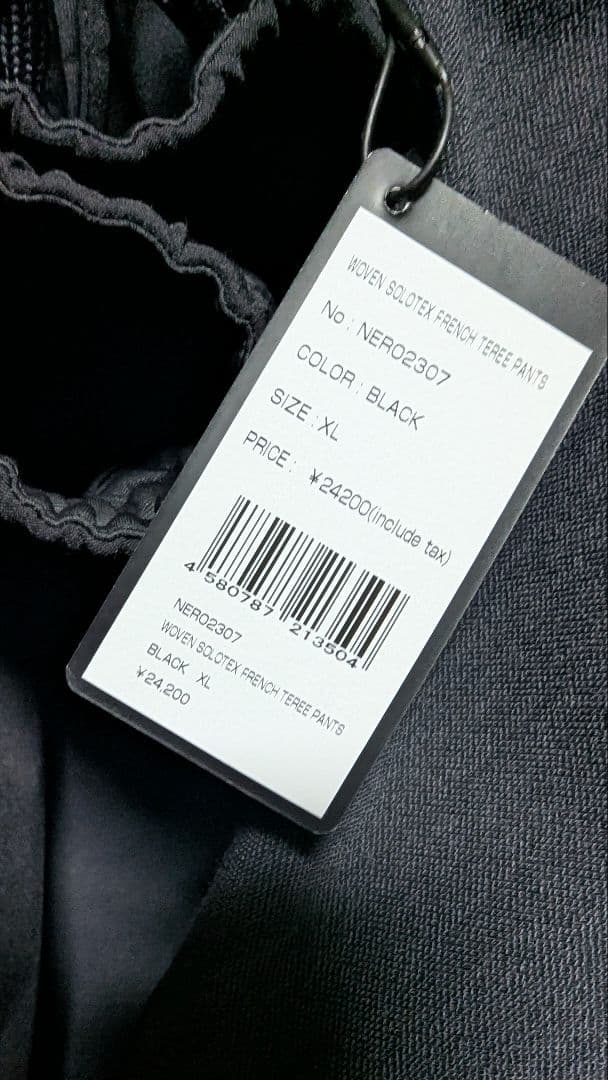 WOVEN SOLOTEX FRENCH TEREE PANTS
No : NERO2307
COLOR : BLACK
SIZE : XL
PRICE : ¥24200(include tax)
4 580787 213504
NERO2307
WOVEN SOLOTEX FRENCH TEREE PANTS
BLACK XL
¥24,200